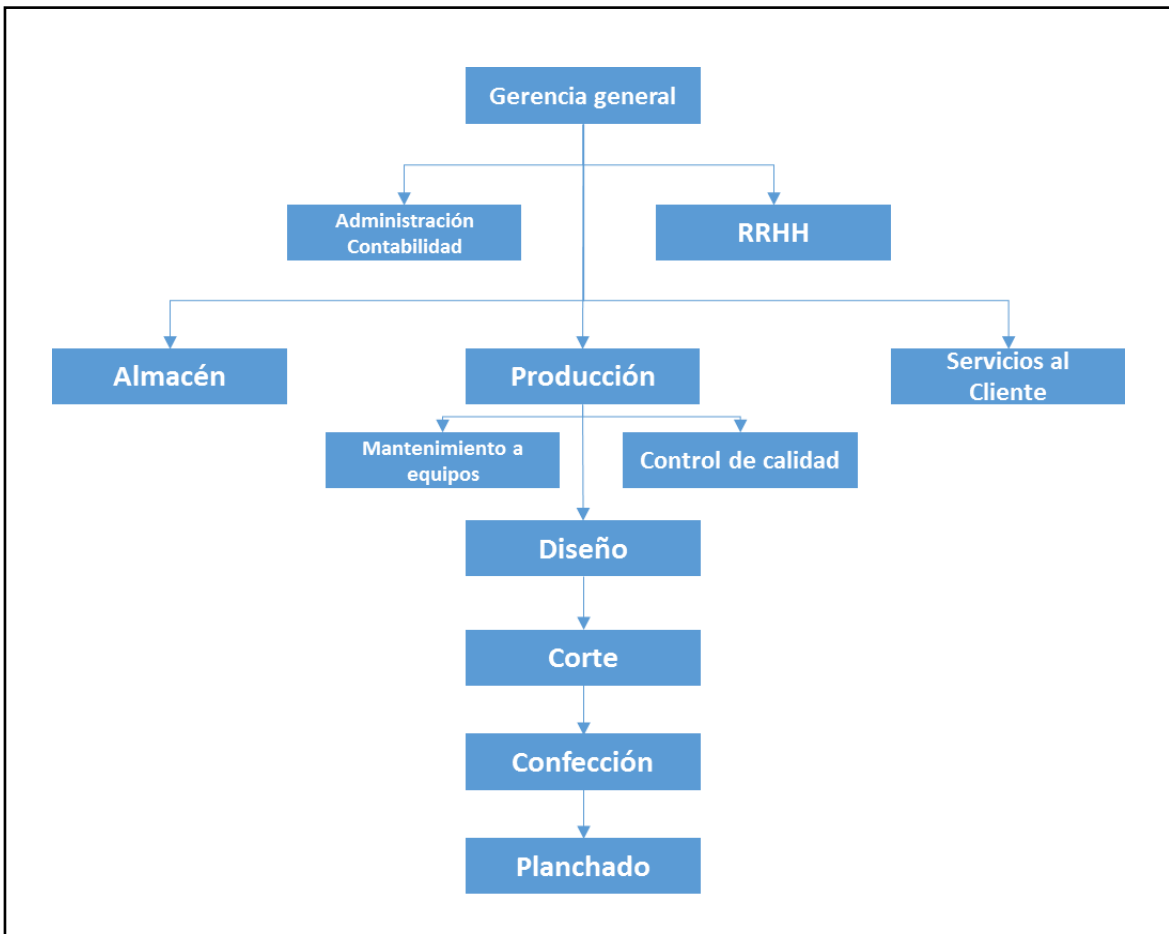 Gerencia general
Administración
Contabilidad
RRHH
Almacén
Producción
Servicios al
Cliente
Mantenimiento a
equipos
Control de calidad
Diseño
Corte
Confección
Planchado